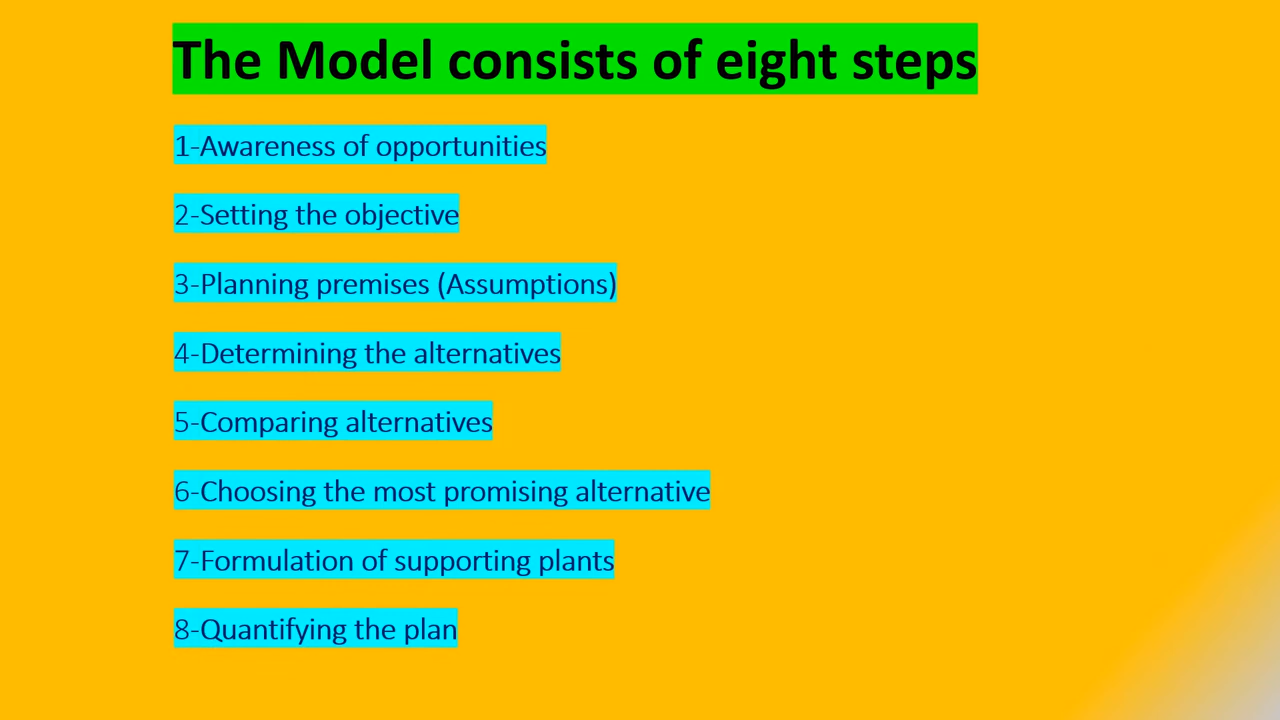 The Model consists of eight steps
1-Awareness of opportunities
2-Setting the objective
3-Planning premises (Assumptions)
4-Determining the alternatives
5-Comparing alternatives
6-Choosing the most promising alternative
7-Formulation of supporting plants
8-Quantifying the plan